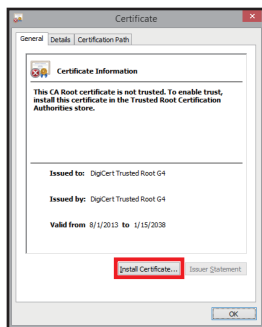 Certificate
General Details Certification Path
Certificate Information
This CA Root certificate is not trusted. To enable trust,
install this certificate in the Trusted Root Certification
Authorities store.
Issued to: DigiCert Trusted Root G4
Issued by: DigiCert Trusted Root G4
Valid from 8/1/2013 to 1/15/2038
Install Certificate... Issuer Statement
OK